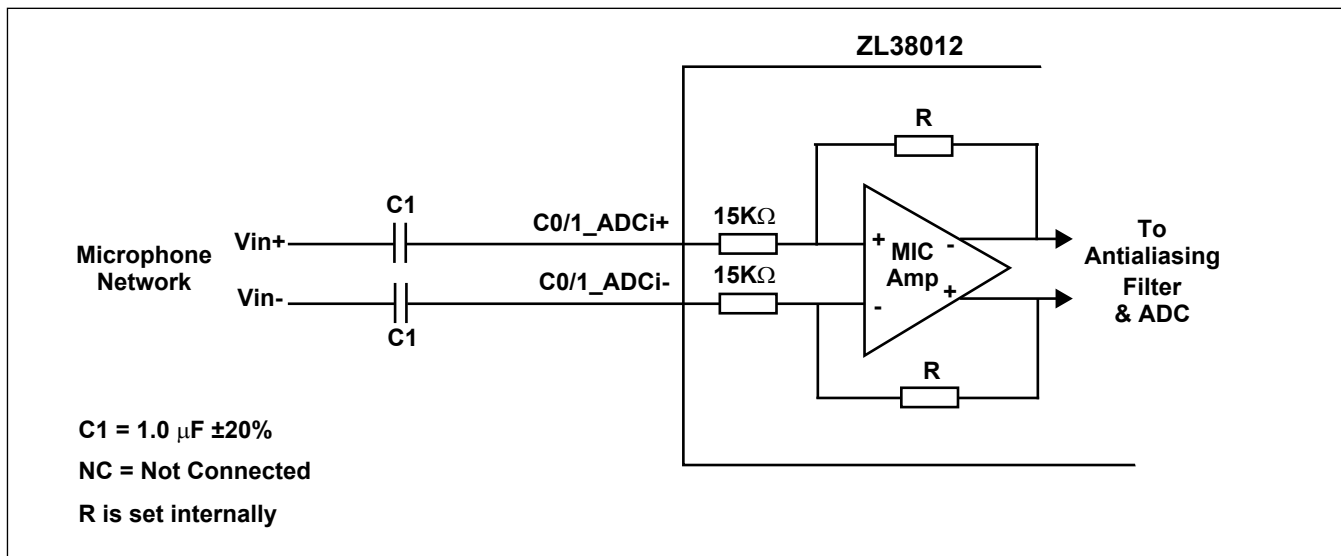 ZL38012
R
C1
C0/1_ADCi+
15KΩ
Vin+
Microphone
Network
+
MIC
-
Amp
To
Antialiasing
Filter
& ADC
C0/1_ADCi-
15KΩ
Vin-
-
+
C1
R
C1 = 1.0 μF ±20%
NC = Not Connected
R is set internally